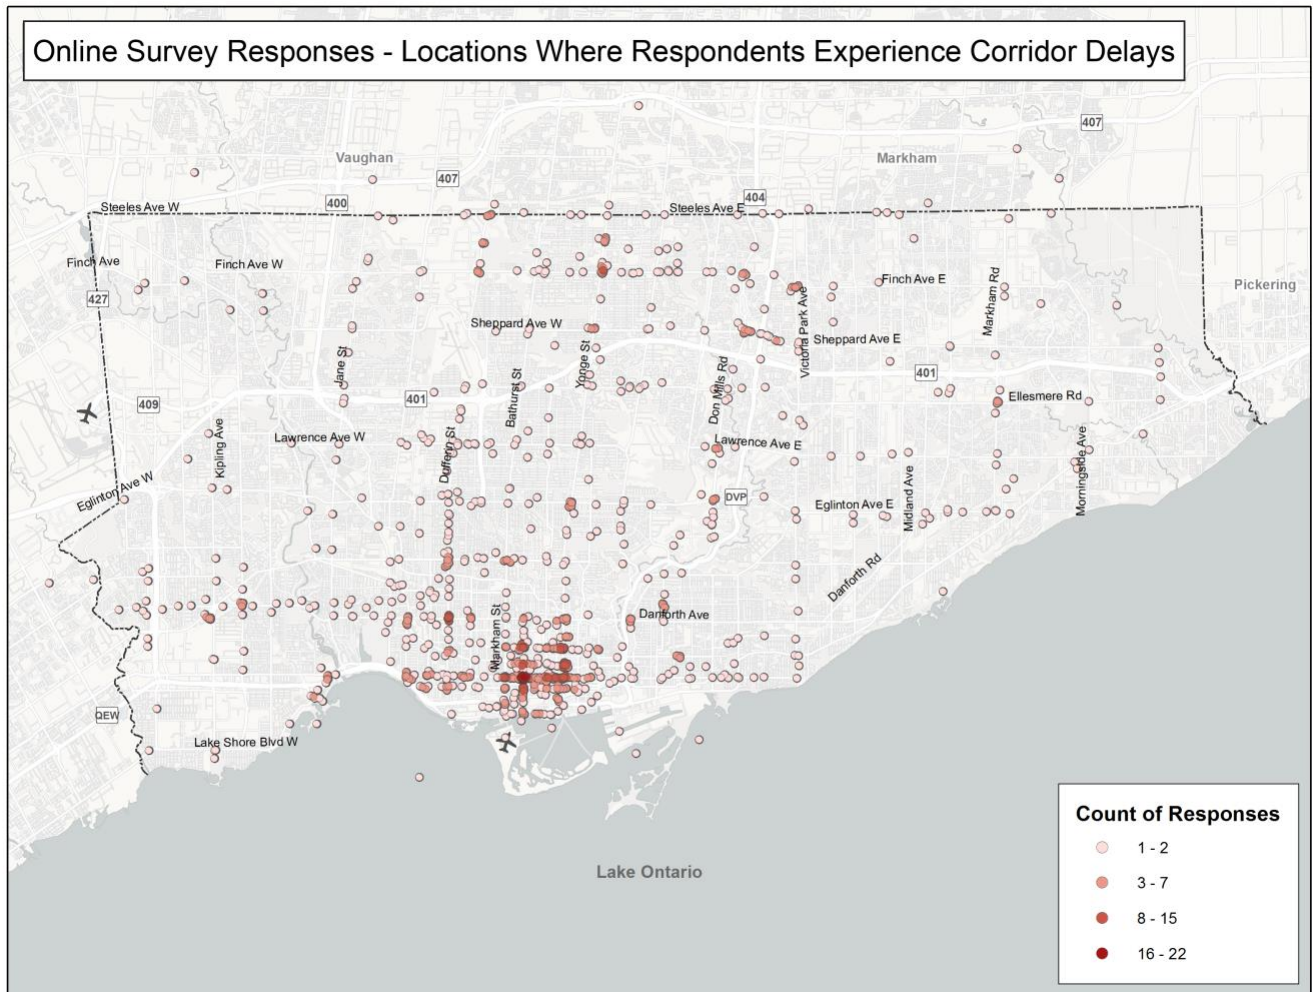 Online Survey Responses - Locations Where Respondents Experience Corridor Delays
407
Vaughan
Markham
407
404
400
Steeles Ave W
Steeles Ave E
Finch Ave
Finch Ave W
Finch Ave E
Pickering
427
Markham Rd
Sheppard Ave W
Victoria Park Ave
Sheppard Ave E
Jane St
Yonge St
401
Bathurst St
Don Mills Rd
401
409
Ellesmere Rd
Kipling Ave
Lawrence Ave W
Dufferin St
Lawrence Ave E
Morningside Ave
Eglinton Ave W
DVP
Eglinton Ave E
Midland Ave
Danforth Rd
Markham St
Danforth Ave
QEW
Lake Shore Blvd W
Lake Ontario
Count of Responses
1 - 2
3 - 7
8 - 15
16 - 22